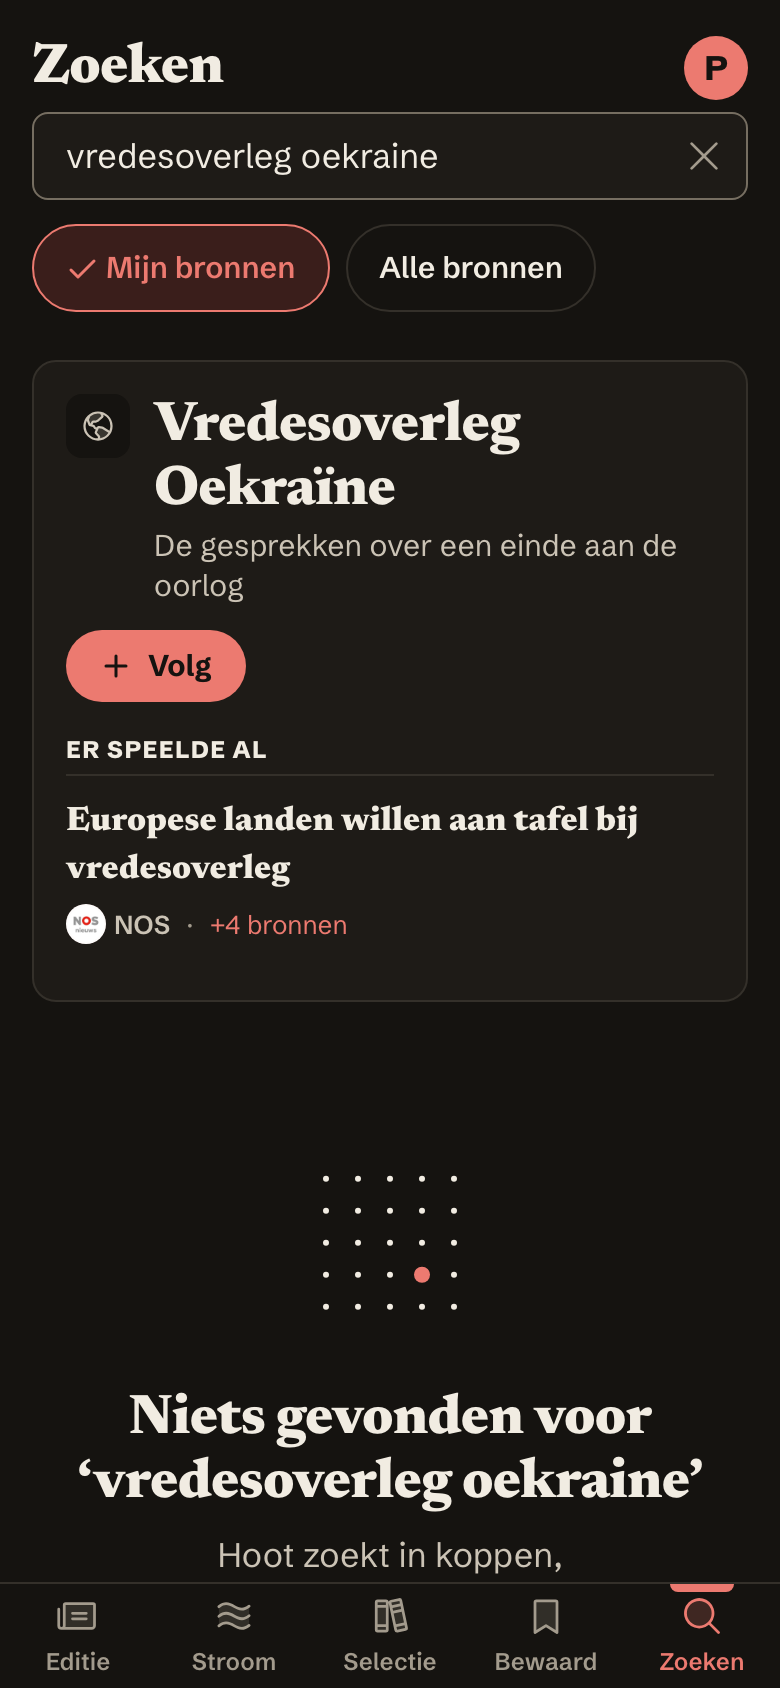 Zoeken
P
vredesoverleg oekraine
Mijn bronnen
Alle bronnen
Vredesoverleg
Oekraïne
De gesprekken over een einde aan de
oorlog
+ Volg
ER SPEELDE AL
Europese landen willen aan tafel bij
vredesoverleg
NOS nieuws NOS · +4 bronnen
Niets gevonden voor
‘vredesoverleg oekraine’
Hoot zoekt in koppen,
Editie
Stroom
Selectie
Bewaard
Zoeken